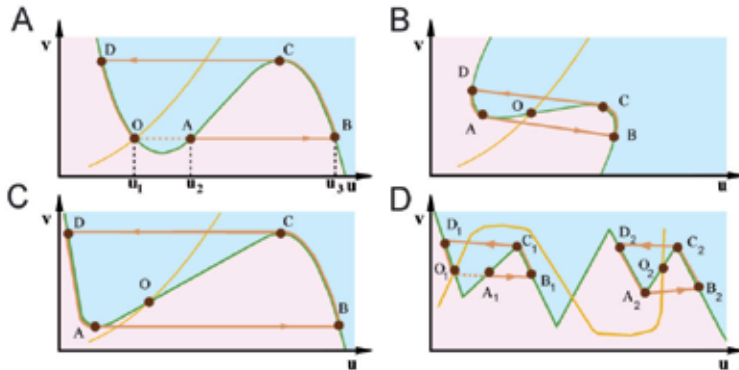 A
v
D
C
O
A
B
u₁
u₂
u₃ u
B
v
D
A
O
C
B
u
C
v
D
C
O
A
B
u
D
v
D₁
C₁
O₁
A₁
B₁
D₂
C₂
O₂
A₂
B₂
u